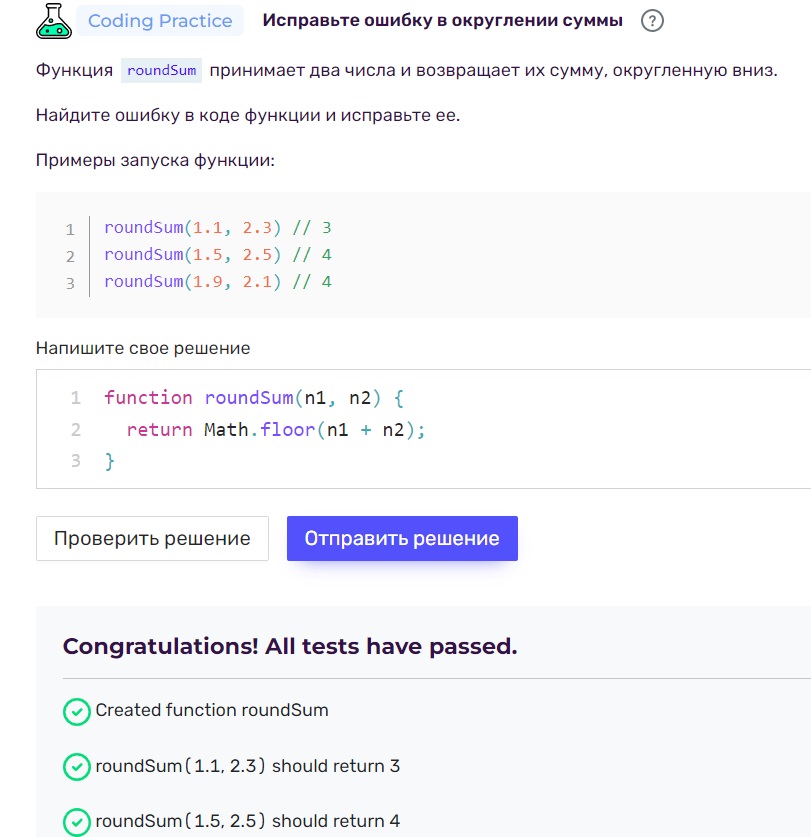 Coding Practice Исправьте ошибку в округлении суммы ?
Функция roundSum принимает два числа и возвращает их сумму, округленную вниз.
Найдите ошибку в коде функции и исправьте ее.
Примеры запуска функции:
1 roundSum(1.1, 2.3) // 3
2 roundSum(1.5, 2.5) // 4
3 roundSum(1.9, 2.1) // 4
Напишите свое решение
1 function roundSum(n1, n2) {
2 return Math.floor(n1 + n2);
3 }
Проверить решение Отправить решение
Congratulations! All tests have passed.
Created function roundSum
roundSum(1.1, 2.3) should return 3
roundSum(1.5, 2.5) should return 4